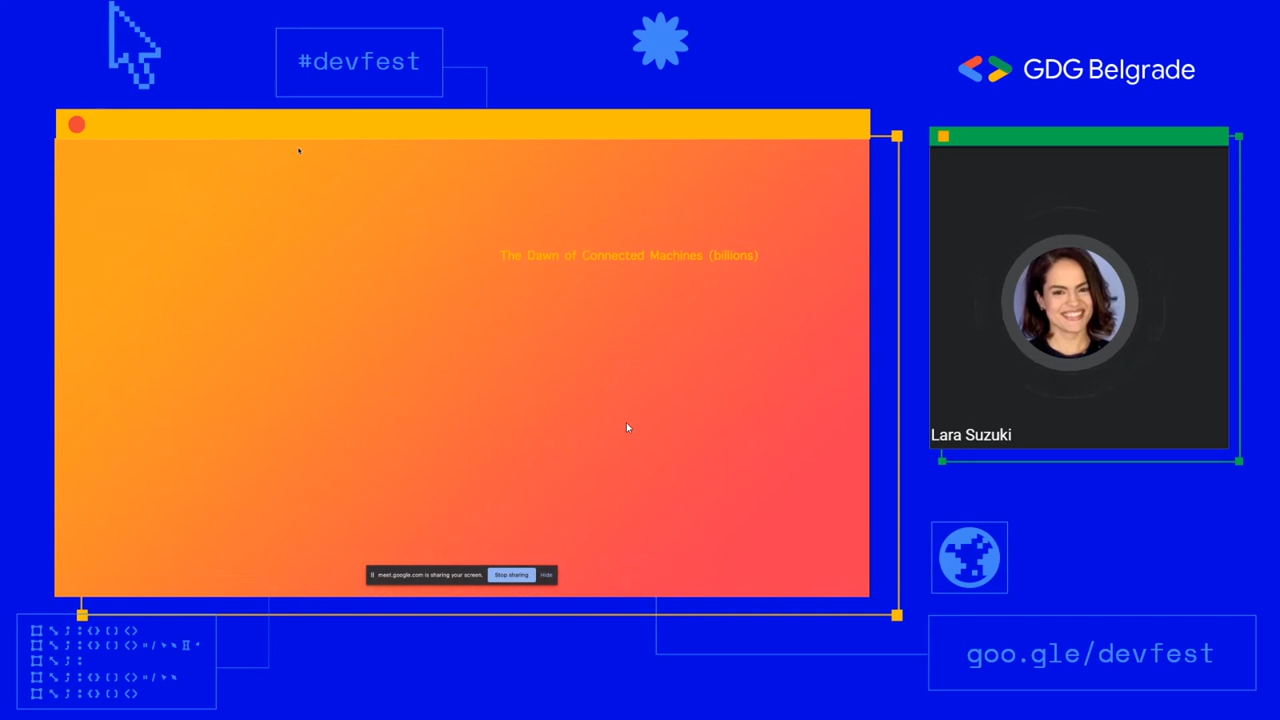 #devfest
GDG Belgrade
The Dawn of Connected Machines (billions)
Lara Suzuki
meet.google.com is sharing your screen.
Stop sharing
Hide
goo.gle/devfest